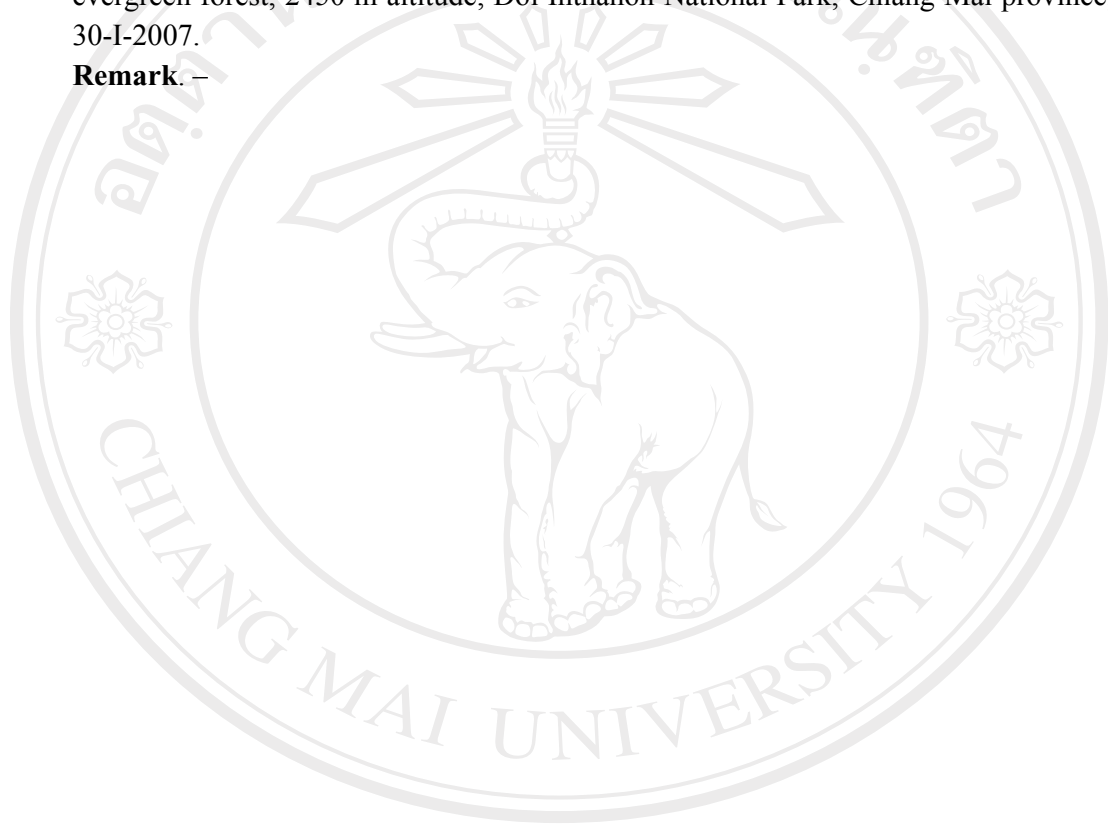 evergreen forest, 2450 m altitude, Doi Inthanon National Park, Chiang Mai province
30-I-2007.
Remark. –
CHIANG MAI UNIVERSITY 1964